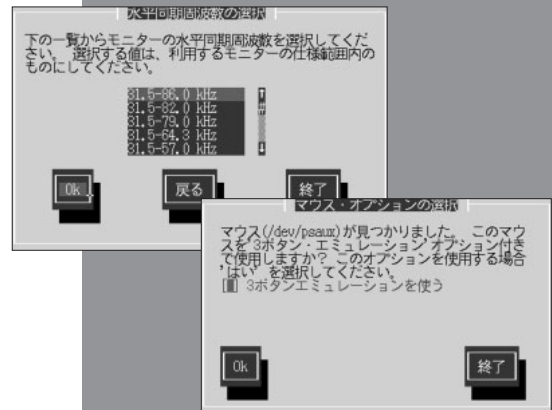 水平同期周波数の選択
下の一覧からモニターの水平同期周波数を選択してくだ
さい。 選択する値は、利用するモニターの仕様範囲内の
ものにしてください。
31.5-86.0 kHz
31.5-82.0 kHz
31.5-79.0 kHz
31.5-64.3 kHz
31.5-57.0 kHz
Ok 戻る 終了
マウス・オプションの選択
マウス(/dev/psaux)が見つかりました。 このマウ
スを'3ボタン・エミュレーション'オプション付き
で使用しますか? このオプションを使用する場合
'はい' を選択してください。
3ボタンエミュレーションを使う
Ok 終了